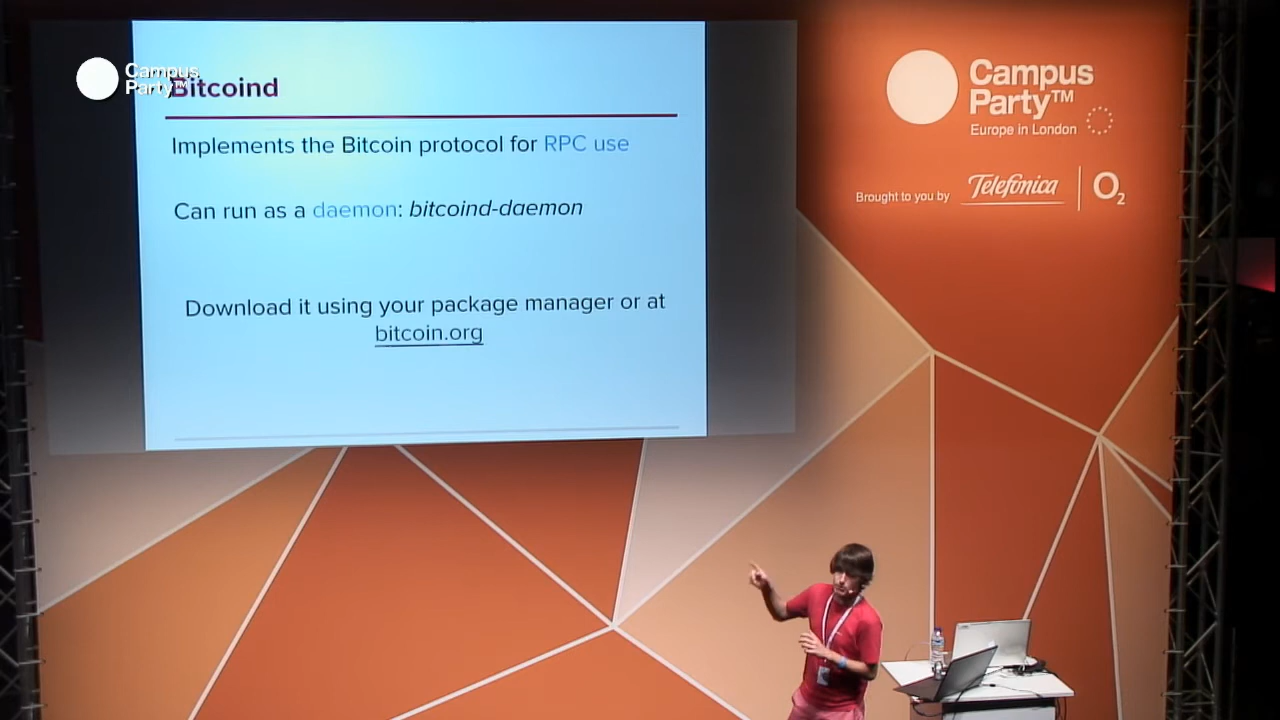 Campus
Party™
Bitcoind
Implements the Bitcoin protocol for RPC use
Can run as a daemon: bitcoind-daemon
Download it using your package manager or at
bitcoin.org
Campus
Party™
Europe in London
Brought to you by Telefónica O2